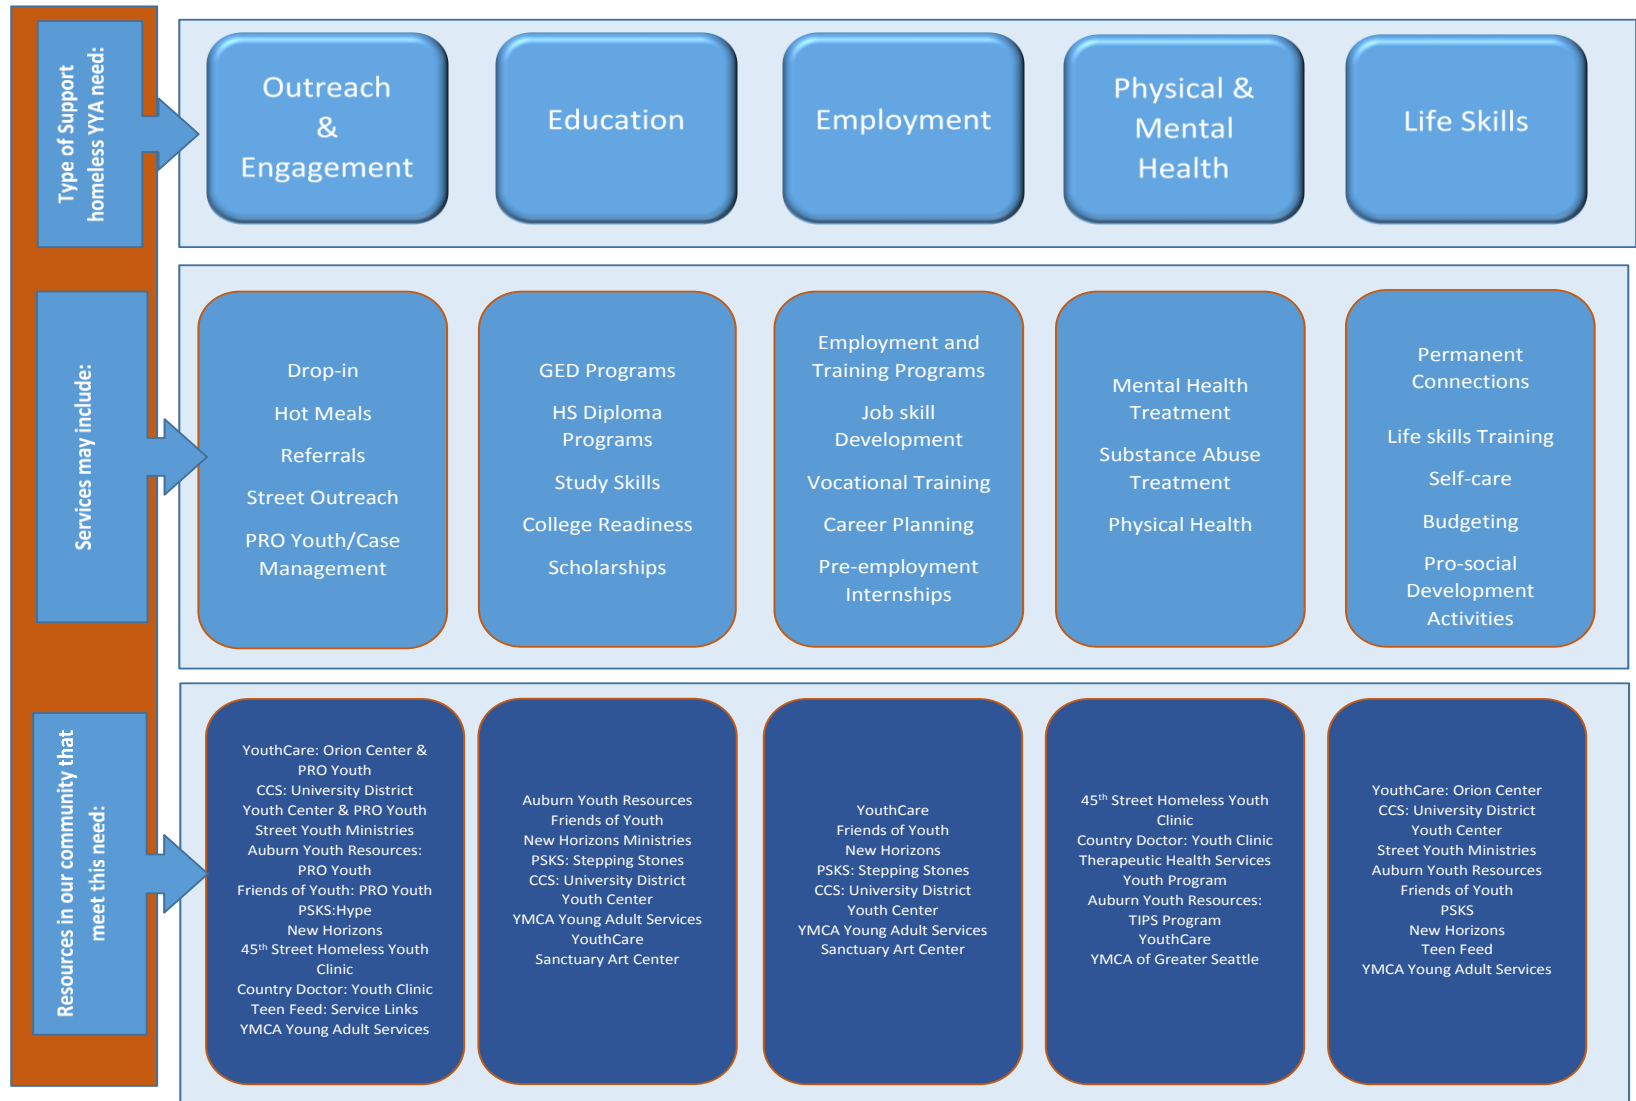 Type of Support
homeless YYA need:
Outreach
&
Engagement
Education
Employment
Physical &
Mental
Health
Life Skills
Services may include:
Drop-in
Hot Meals
Referrals
Street Outreach
PRO Youth/Case
Management
GED Programs
HS Diploma
Programs
Study Skills
College Readiness
Scholarships
Employment and
Training Programs
Job skill
Development
Vocational Training
Career Planning
Pre-employment
Internships
Mental Health
Treatment
Substance Abuse
Treatment
Physical Health
Permanent
Connections
Life skills Training
Self-care
Budgeting
Pro-social
Development
Activities
Resources in our community that
meet this need:
YouthCare: Orion Center &
PRO Youth
CCS: University District
Youth Center & PRO Youth
Street Youth Ministries
Auburn Youth Resources:
PRO Youth
Friends of Youth: PRO Youth
PSKS:Hype
New Horizons
45th Street Homeless Youth
Clinic
Country Doctor: Youth Clinic
Teen Feed: Service Links
YMCA Young Adult Services
Auburn Youth Resources
Friends of Youth
New Horizons Ministries
PSKS: Stepping Stones
CCS: University District
Youth Center
YMCA Young Adult Services
YouthCare
Sanctuary Art Center
YouthCare
Friends of Youth
New Horizons
PSKS: Stepping Stones
CCS: University District
Youth Center
YMCA Young Adult Services
Sanctuary Art Center
45th Street Homeless Youth
Clinic
Country Doctor: Youth Clinic
Therapeutic Health Services
Youth Program
Auburn Youth Resources:
TIPS Program
YouthCare
YMCA of Greater Seattle
YouthCare: Orion Center
CCS: University District
Youth Center
Street Youth Ministries
Auburn Youth Resources
Friends of Youth
PSKS
New Horizons
Teen Feed
YMCA Young Adult Services